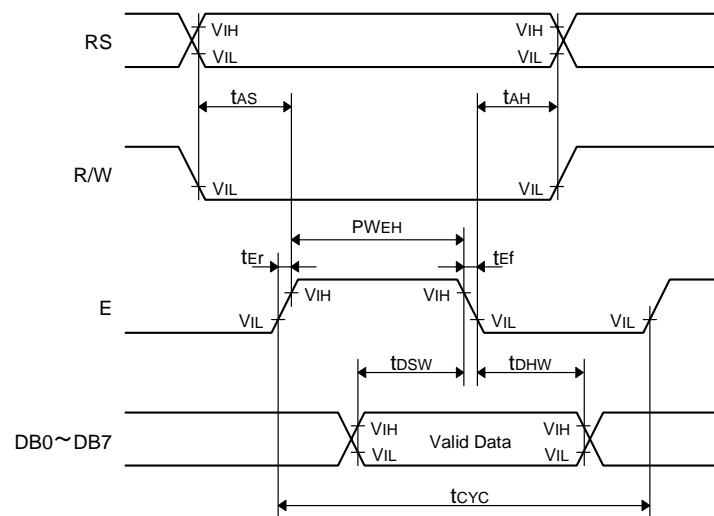 RS
VIH
VIH
VIL
VIL
tAS
tAH
R/W
VIL
VIL
PWEH
tEr
tEf
E
VIH
VIH
VIL
VIL
VIL
tDSW
tDHW
DB0～DB7
VIH
VIL
Valid Data
VIH
VIL
tCYC